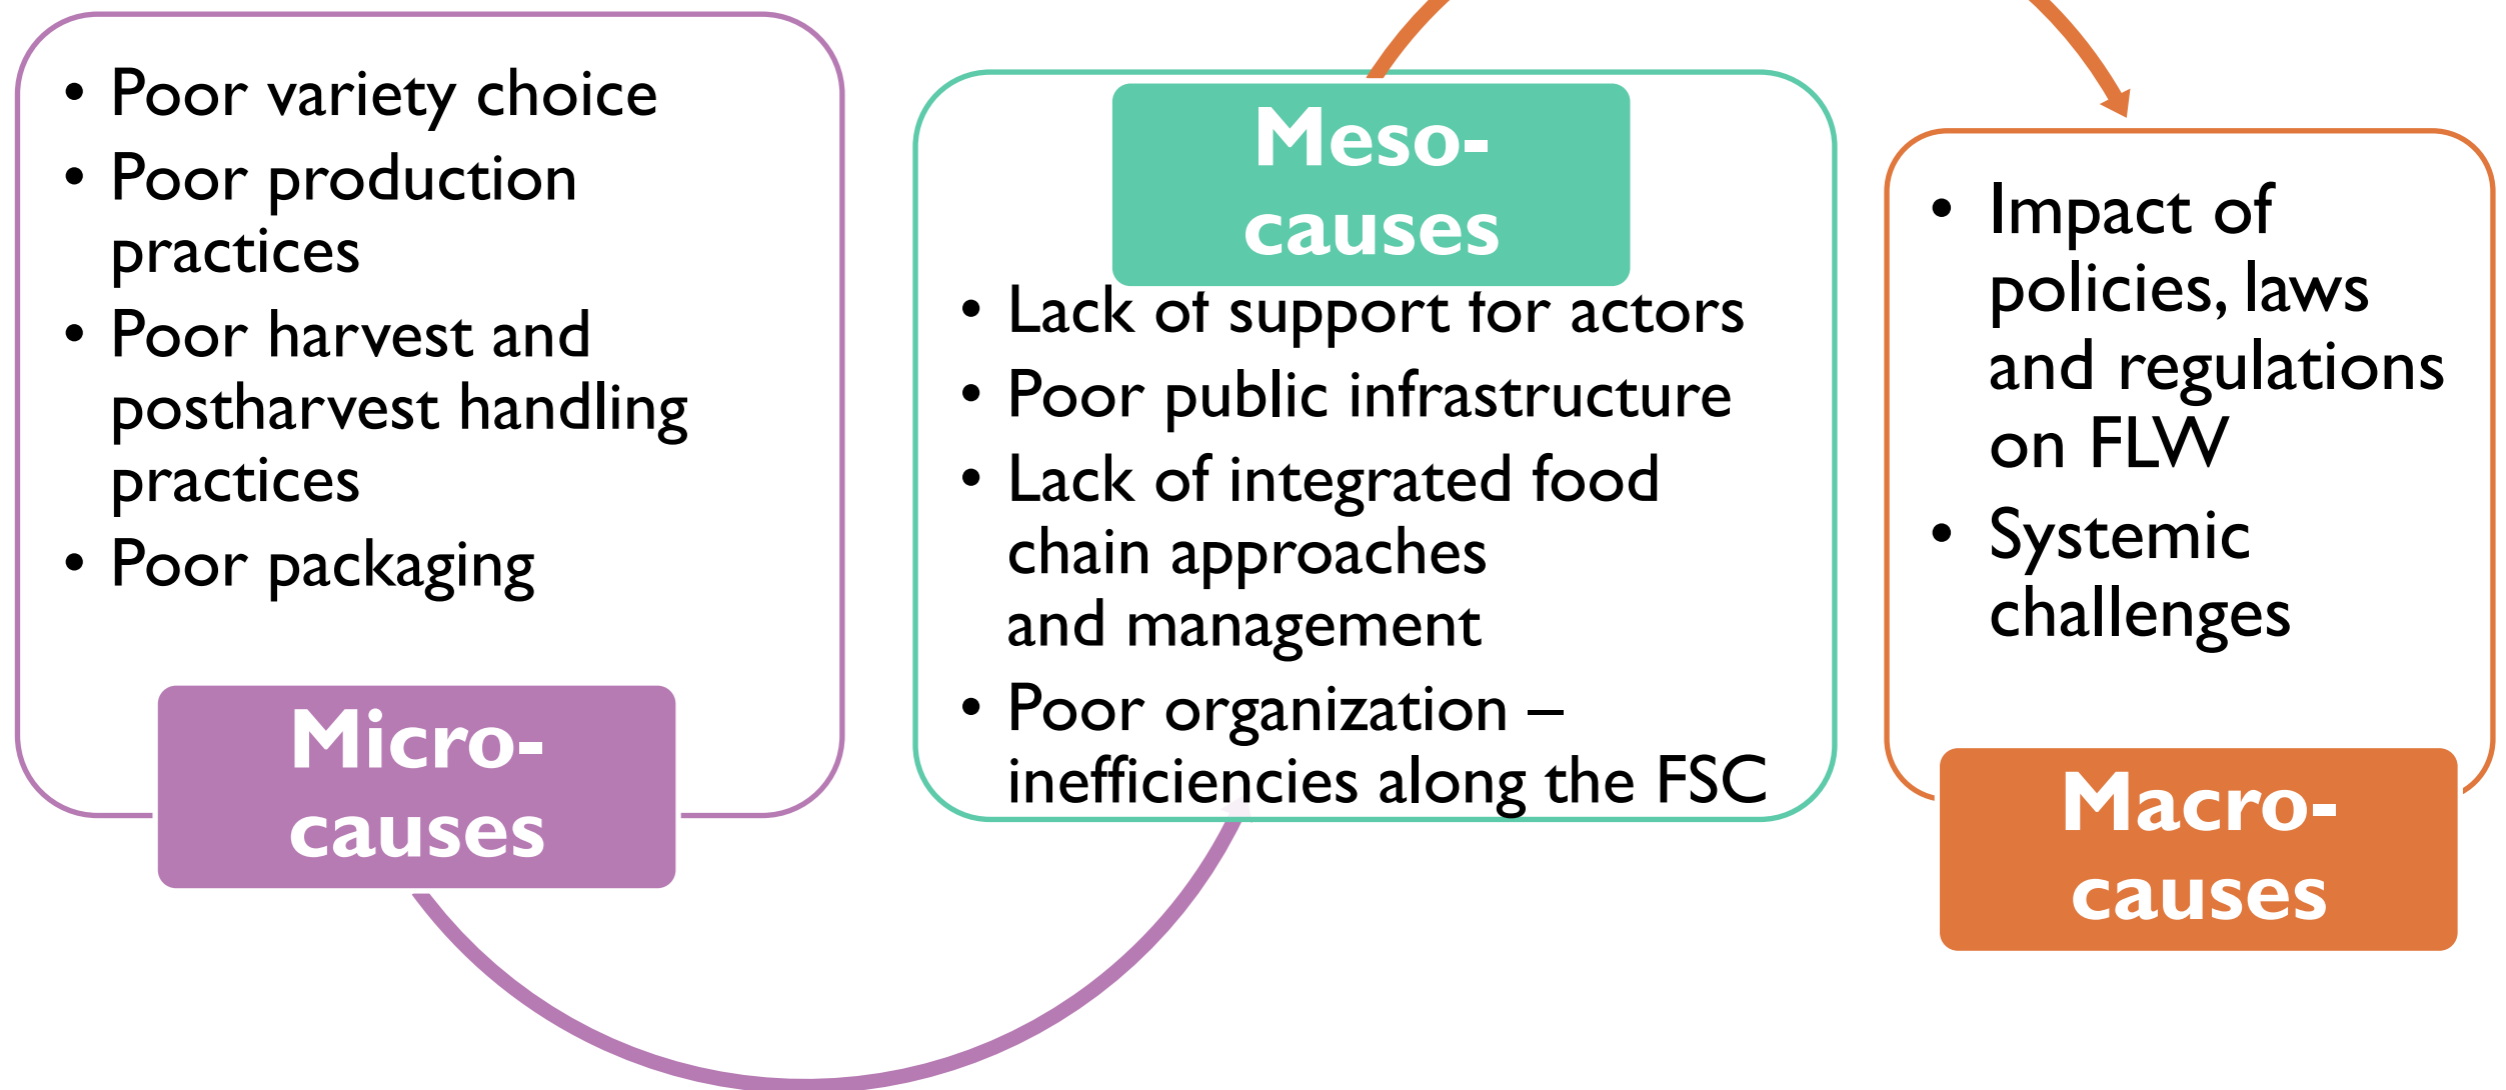 • Poor variety choice
• Poor production
practices
• Poor harvest and
postharvest handling
practices
• Poor packaging
Micro-
causes
Meso-
causes
• Lack of support for actors
• Poor public infrastructure
• Lack of integrated food
chain approaches
and management
• Poor organization –
inefficiencies along the FSC
• Impact of
policies, laws
and regulations
on FLW
• Systemic
challenges
Macro-
causes